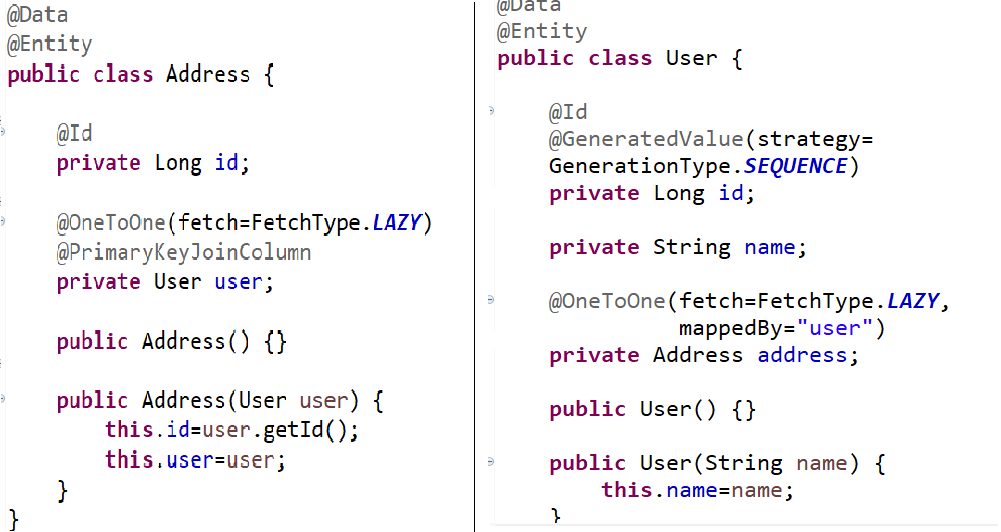 @Data
@Entity
public class Address {
@Id
private Long id;
@OneToOne(fetch=FetchType.LAZY)
@PrimaryKeyJoinColumn
private User user;
public Address() {}
public Address(User user) {
this.id=user.getId();
this.user=user;
}
}
@Data
@Entity
public class User {
@Id
@GeneratedValue(strategy=
GenerationType.SEQUENCE)
private Long id;
private String name;
@OneToOne(fetch=FetchType.LAZY,
mappedBy="user")
private Address address;
public User() {}
public User(String name) {
this.name=name;
}